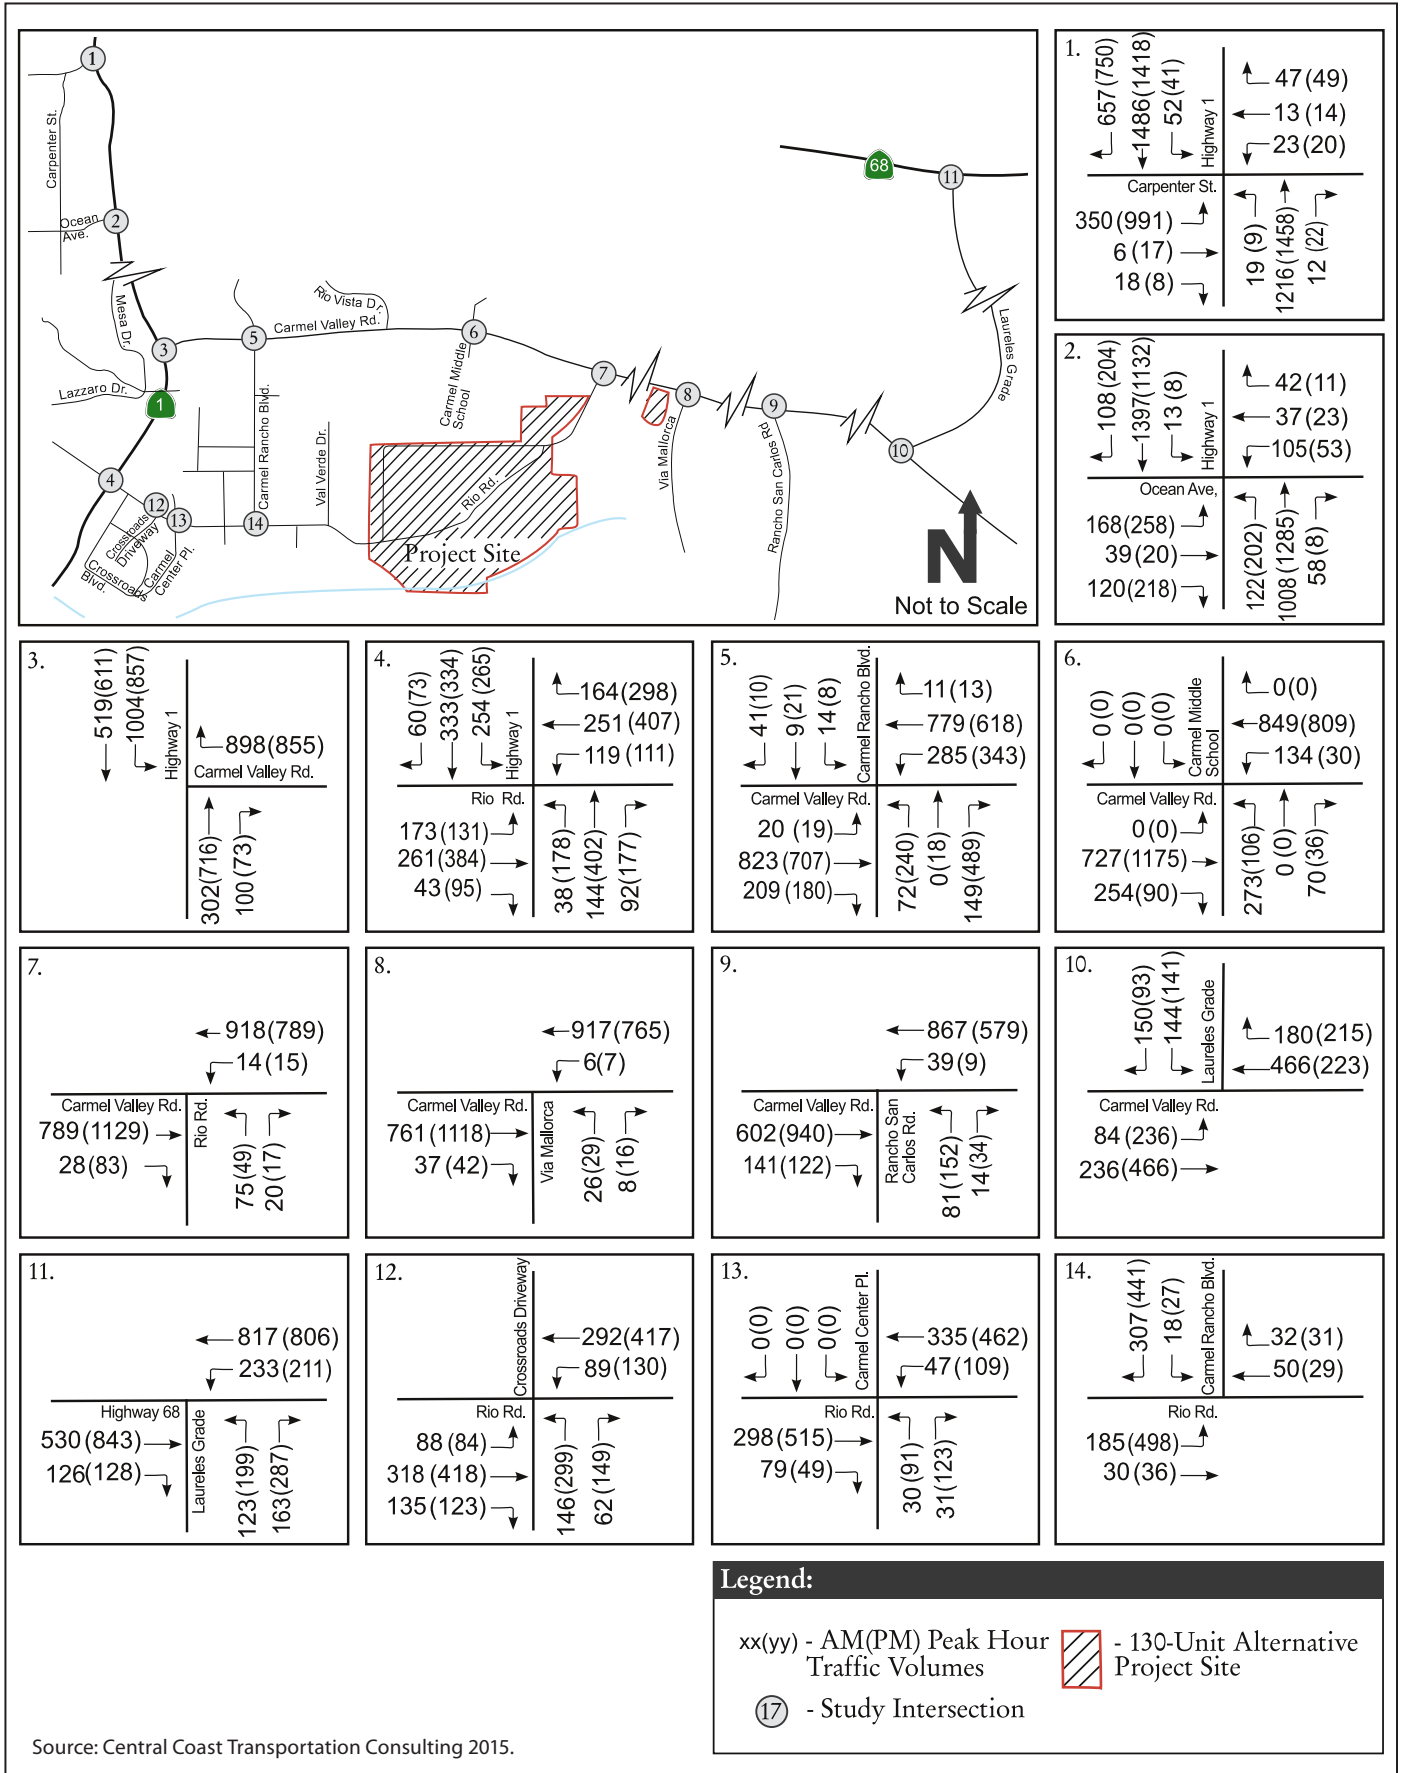 1
Carpenter St.
Ocean
Ave.
2
Mesa Dr.
3
Lazzaro Dr.
1
4
12
13
14
Crossroads
Driveway
Crossroads
Blvd.
Carmel
Center Pl.
5
Rio Vista Dr.
Carmel Valley Rd.
Carmel Rancho Blvd.
Val Verde Dr.
Carmel Middle
School
6
7
Rio Rd.
Project Site
8
Via Mallorca
9
Rancho San Carlos Rd
10
Laureles Grade
68
11
N
Not to Scale
1.
657(750)
1486(1418)
52(41)
Highway 1
47(49)
13(14)
23(20)
Carpenter St.
350(991)
6(17)
18(8)
19(9)
1216(1458)
12(22)
2.
108(204)
1397(1132)
13(8)
Highway 1
42(11)
37(23)
105(53)
Ocean Ave,
168(258)
39(20)
120(218)
122(202)
1008(1285)
58(8)
3.
519(611)
1004(857)
Highway 1
898(855)
Carmel Valley Rd.
302(716)
100(73)
4.
60(73)
333(334)
254(265)
Highway 1
164(298)
251(407)
119(111)
Rio Rd.
173(131)
261(384)
43(95)
38(178)
144(402)
92(177)
5.
41(10)
9(21)
14(8)
Carmel Rancho Blvd.
11(13)
779(618)
285(343)
Carmel Valley Rd.
20 (19)
823(707)
209(180)
72(240)
0(18)
149(489)
6.
0(0)
0(0)
0(0)
Carmel Middle
School
0(0)
849(809)
134(30)
Carmel Valley Rd.
0(0)
727(1175)
254(90)
273(106)
0(0)
70(36)
7.
918(789)
14(15)
Carmel Valley Rd.
789(1129)
28(83)
Rio Rd.
75(49)
20(17)
8.
917(765)
6(7)
Carmel Valley Rd.
761(1118)
37(42)
Via Mallorca
26(29)
8(16)
9.
867(579)
39(9)
Carmel Valley Rd.
602(940)
141(122)
Rancho San
Carlos Rd.
81(152)
14(34)
10.
150(93)
144(141)
Laureles Grade
180(215)
466(223)
Carmel Valley Rd.
84(236)
236(466)
11.
817(806)
233(211)
Highway 68
530(843)
126(128)
Laureles Grade
123(199)
163(287)
12.
Crossroads Driveway
292(417)
89(130)
Rio Rd.
88(84)
318(418)
135(123)
146(299)
62(149)
13.
0(0)
0(0)
0(0)
Carmel Center Pl.
335(462)
47(109)
Rio Rd.
298(515)
79(49)
30(91)
31(123)
14.
307(441)
18(27)
Carmel Rancho Blvd.
32(31)
50(29)
Rio Rd.
185(498)
30(36)
Legend:
xx(yy) - AM(PM) Peak Hour
Traffic Volumes
- 130-Unit Alternative
Project Site
17 - Study Intersection
Source: Central Coast Transportation Consulting 2015.